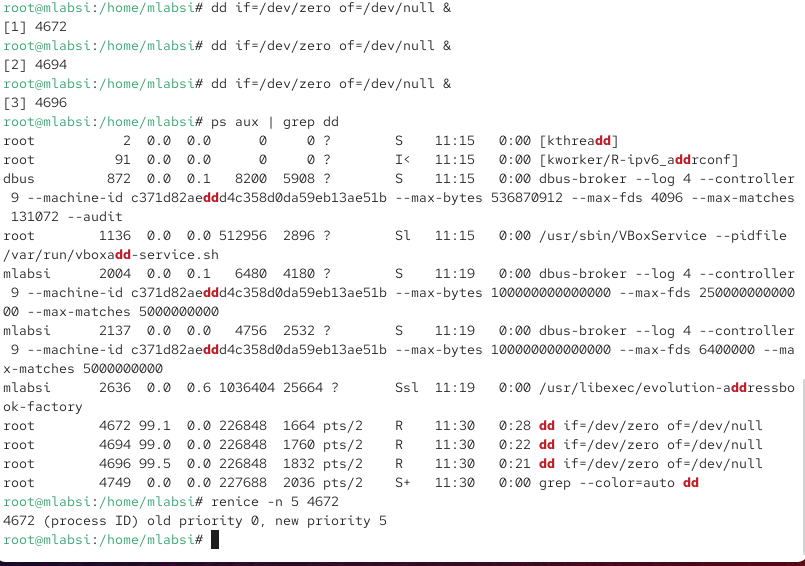 root@mlabsi:/home/mlabsi# dd if=/dev/zero of=/dev/null &
[1] 4672
root@mlabsi:/home/mlabsi# dd if=/dev/zero of=/dev/null &
[2] 4694
root@mlabsi:/home/mlabsi# dd if=/dev/zero of=/dev/null &
[3] 4696
root@mlabsi:/home/mlabsi# ps aux | grep dd
root           2  0.0  0.0      0     0 ?        S    11:15   0:00 [kthreadd]
root          91  0.0  0.0      0     0 ?        I<   11:15   0:00 [kworker/R-ipv6_addrconf]
dbus         872  0.0  0.1   8200  5908 ?        S    11:15   0:00 dbus-broker --log 4 --controller
 9 --machine-id c371d82aeddd4c358d0da59eb13ae51b --max-bytes 536870912 --max-fds 4096 --max-matches
 131072 --audit
root        1136  0.0  0.0 512956  2896 ?        Sl   11:15   0:00 /usr/sbin/VBoxService --pidfile
/var/run/vboxadd-service.sh
mlabsi      2004  0.0  0.1   6480  4180 ?        S    11:19   0:00 dbus-broker --log 4 --controller
 9 --machine-id c371d82aeddd4c358d0da59eb13ae51b --max-bytes 100000000000000 --max-fds 250000000000
00 --max-matches 5000000000
mlabsi      2137  0.0  0.0   4756  2532 ?        S    11:19   0:00 dbus-broker --log 4 --controller
 9 --machine-id c371d82aeddd4c358d0da59eb13ae51b --max-bytes 100000000000000 --max-fds 6400000 --ma
x-matches 5000000000
mlabsi      2636  0.0  0.6 1036404 25664 ?       Ssl  11:19   0:00 /usr/libexec/evolution-addressbo
ok-factory
root        4672 99.1  0.0 226848  1664 pts/2    R    11:30   0:28 dd if=/dev/zero of=/dev/null
root        4694 99.0  0.0 226848  1760 pts/2    R    11:30   0:22 dd if=/dev/zero of=/dev/null
root        4696 99.5  0.0 226848  1832 pts/2    R    11:30   0:21 dd if=/dev/zero of=/dev/null
root        4749  0.0  0.0 227688  2036 pts/2    S+   11:30   0:00 grep --color=auto dd
root@mlabsi:/home/mlabsi# renice -n 5 4672
4672 (process ID) old priority 0, new priority 5
root@mlabsi:/home/mlabsi#